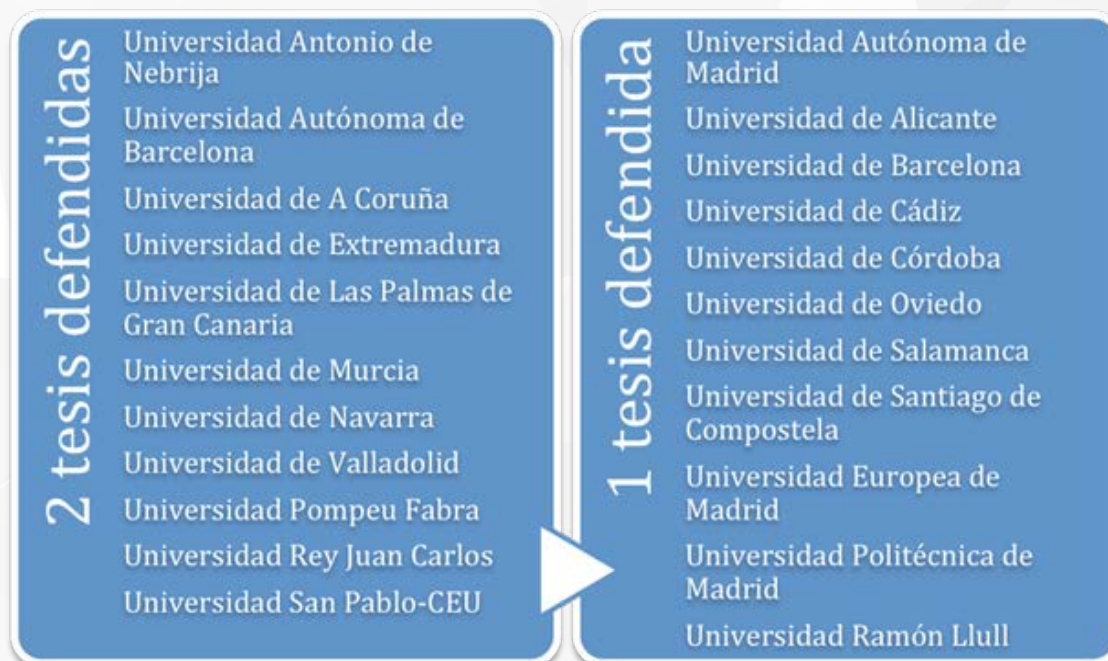 2 tesis defendidas
Universidad Antonio de
Nebrija
Universidad Autónoma de
Barcelona
Universidad de A Coruña
Universidad de Extremadura
Universidad de Las Palmas de
Gran Canaria
Universidad de Murcia
Universidad de Navarra
Universidad de Valladolid
Universidad Pompeu Fabra
Universidad Rey Juan Carlos
Universidad San Pablo-CEU
1 tesis defendida
Universidad Autónoma de
Madrid
Universidad de Alicante
Universidad de Barcelona
Universidad de Cádiz
Universidad de Córdoba
Universidad de Oviedo
Universidad de Salamanca
Universidad de Santiago de
Compostela
Universidad Europea de
Madrid
Universidad Politécnica de
Madrid
Universidad Ramón Llull